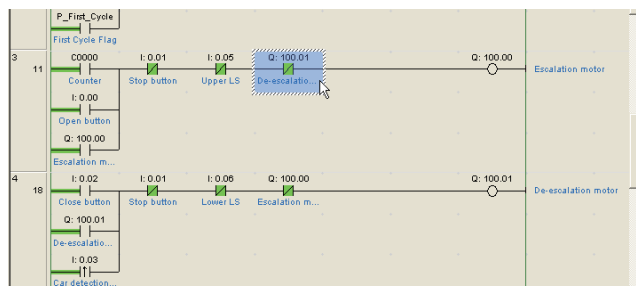 P_First_Cycle
First Cycle Flag
3
11
C0000
I: 0.01
I: 0.05
Q: 100.01
Q: 100.00
Counter
Stop button
Upper LS
De-escalatio...
Escalation motor
I: 0.00
Open button
Q: 100.00
Escalation m...
4
18
I: 0.02
I: 0.01
I: 0.06
Q: 100.00
Q: 100.01
Close button
Stop button
Lower LS
Escalation m...
De-escalation motor
Q: 100.01
De-escalatio...
I: 0.03
Car detection...